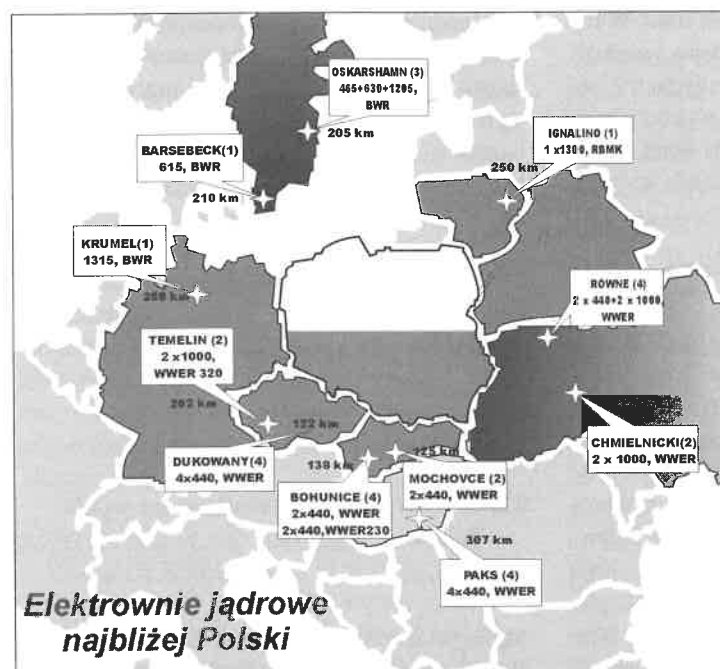 OSKARSHAMN (3)
465+630+1205,
BWR
205 km
IGNALINO (1)
1 x1300, RBMK
250 km
BARSEBECK(1)
615, BWR
210 km
KRUMEL(1)
1315, BWR
RÓWNE (4)
2 x 440+2 x 1000,
WWER
TEMELIN (2)
2 x1000,
WWER 320
122 km
DUKOWANY(4)
4x440, WWER
138 km
125 km
BOHUNICE (4)
2x440, WWER
2x440,WWER230
MOCHOVCE (2)
2x440, WWER
CHMIELNICKI(2)
2 x 1000, WWER
307 km
PAKS (4)
4x440, WWER
Elektrownie jądrowe
najbliżej Polski